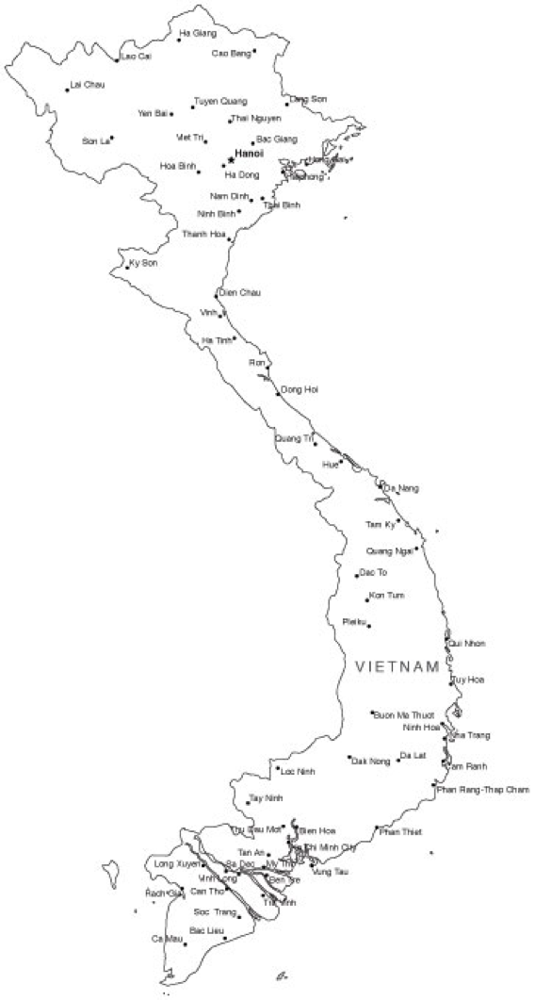 Ha Giang
Cao Bang
Lao Cai
Lai Chau
Tuyen Quang
Lang Son
Yen Bai
Thai Nguyen
Son La
Viet Tri
Bac Giang
Hanoi
Hoa Binh
Ha Dong
Nam Dinh
Thai Binh
Ninh Binh
Thanh Hoa
Ky Son
Dien Chau
Vinh
Ha Tinh
Ron
Dong Hoi
Quang Tri
Hue
Da Nang
Tam Ky
Quang Ngai
Dac To
Kon Tum
Pleiku
Qui Nhon
VIETNAM
Tuy Hoa
Buon Ma Thuot
Ninh Hoa
Nha Trang
Dak Nong
Da Lat
Cam Ranh
Loc Ninh
Phan Rang-Thap Cham
Tay Ninh
Thu Dau Mot
Bien Hoa
Phan Thiet
Chi Minh City
Tan An
Long Xuyen
Sa Dec
My Tho
Vung Tau
Vinh Long
Ben Tre
Rach Gia
Can Tho
Soc Trang
Bac Lieu
Ca Mau